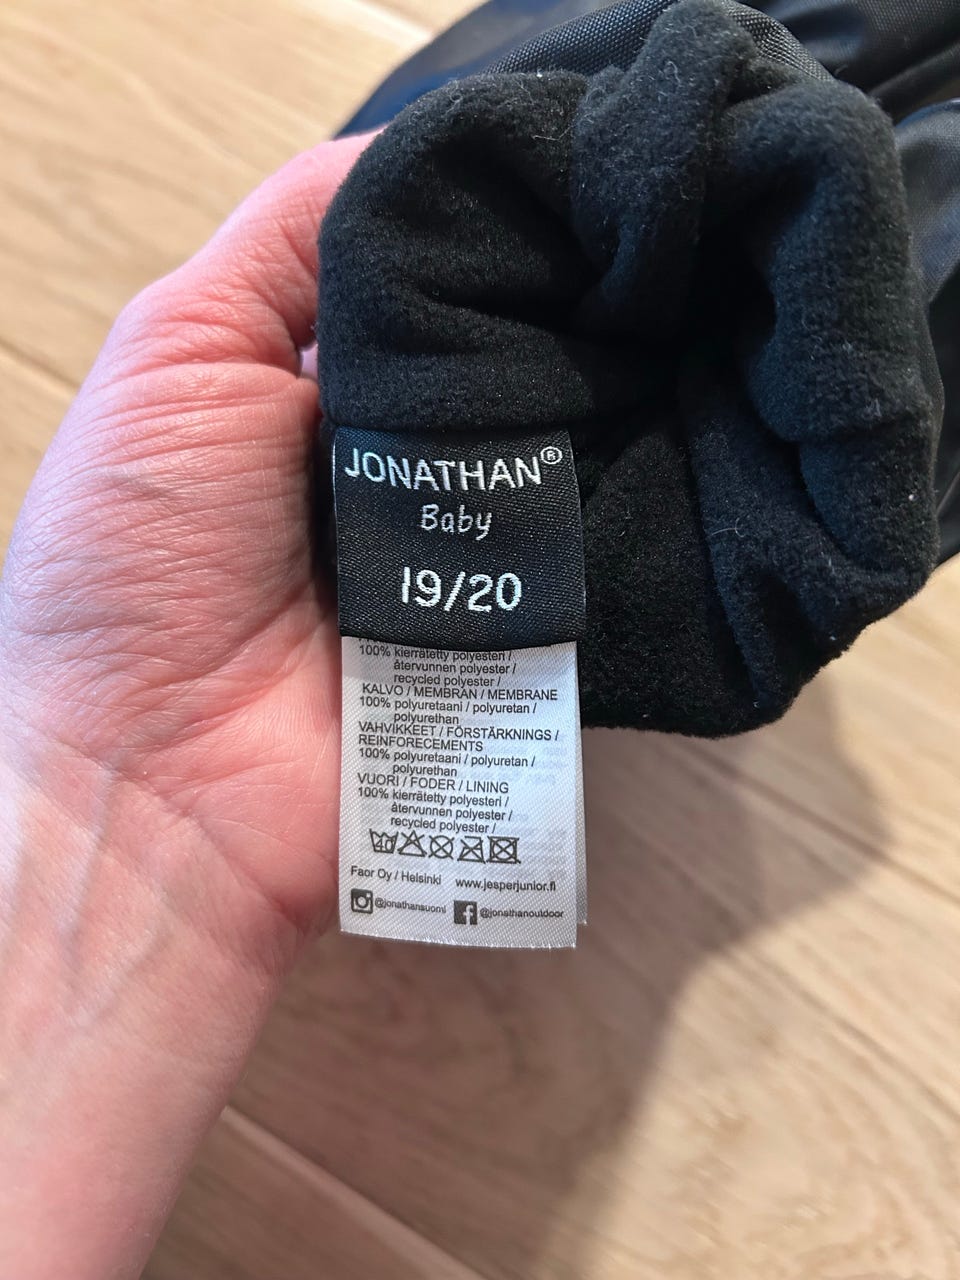 JONATHAN®
Baby
19/20
100% kierrätetty polyesteri /
återvunnen polyester /
recycled polyester /
KALVO / MEMBRAN / MEMBRANE
100% polyuretaani / polyuretan /
polyurethan
VAHVIKKEET / FÖRSTÄRKNINGS /
REINFORECEMENTS
100% polyuretaani / polyuretan /
polyurethan
VUORI / FODER / LINING
100% kierrätetty polyesteri /
återvunnen polyester /
recycled polyester /
40
Faor Oy / Helsinki www.jesperjunior.fi
@jonathansuomi @jonathanoutdoor